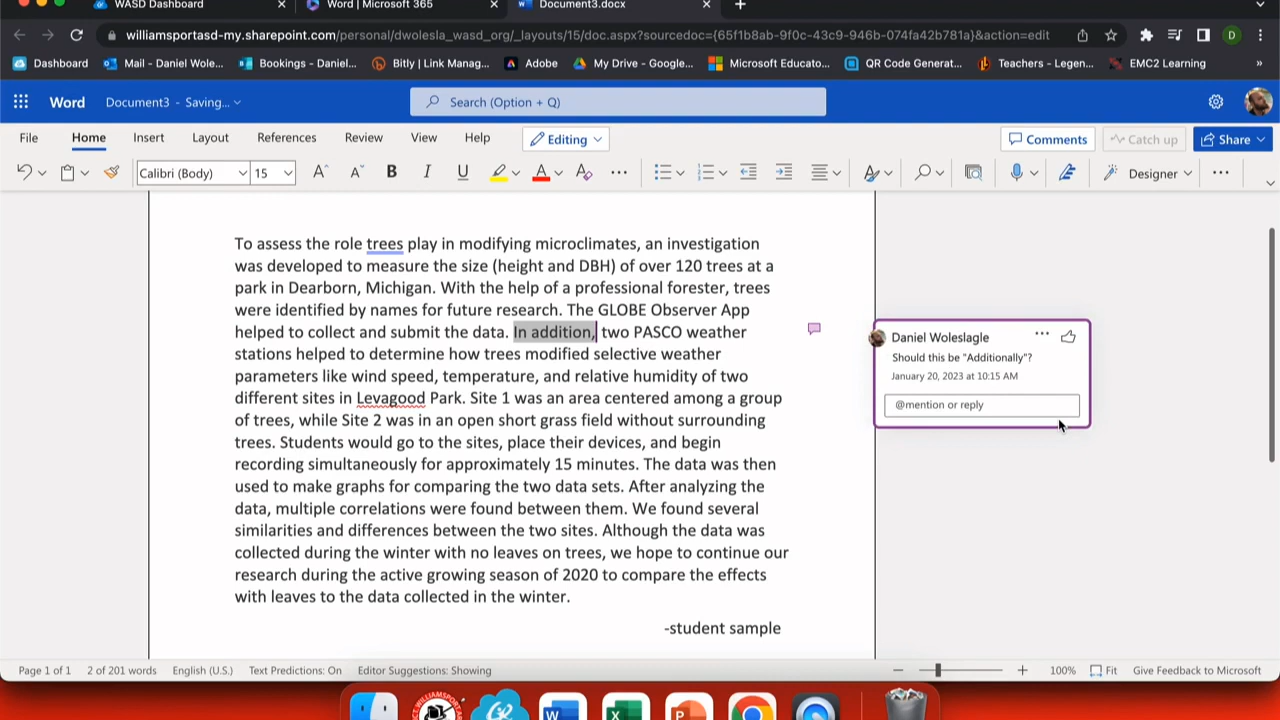 WASD Dashboard
Word | Microsoft 365
Document3.docx
williamsportasd-my.sharepoint.com/personal/dwolesla_wasd_org/_layouts/15/doc.aspx?sourcedoc={65f1b8ab-9f0c-43c9-946b-074fa42b781a}&action=edit
D
Dashboard
Mail - Daniel Wole...
Bookings - Daniel...
Bitly | Link Manag...
Adobe
My Drive - Google...
Microsoft Educato...
QR Code Generat...
Teachers - Legen...
EMC2 Learning
»
Word
Document3 - Saving...
Search (Option + Q)
File
Home
Insert
Layout
References
Review
View
Help
Editing
Comments
Catch up
Share
Calibri (Body)
15
A
A
B
I
U
A
A
Designer
To assess the role trees play in modifying microclimates, an investigation
was developed to measure the size (height and DBH) of over 120 trees at a
park in Dearborn, Michigan. With the help of a professional forester, trees
were identified by names for future research. The GLOBE Observer App
helped to collect and submit the data. In addition, two PASCO weather
stations helped to determine how trees modified selective weather
parameters like wind speed, temperature, and relative humidity of two
different sites in Levagood Park. Site 1 was an area centered among a group
of trees, while Site 2 was in an open short grass field without surrounding
trees. Students would go to the sites, place their devices, and begin
recording simultaneously for approximately 15 minutes. The data was then
used to make graphs for comparing the two data sets. After analyzing the
data, multiple correlations were found between them. We found several
similarities and differences between the two sites. Although the data was
collected during the winter with no leaves on trees, we hope to continue our
research during the active growing season of 2020 to compare the effects
with leaves to the data collected in the winter.
-student sample
Daniel Woleslagle
Should this be "Additionally"?
January 20, 2023 at 10:15 AM
@mention or reply
Page 1 of 1
2 of 201 words
English (U.S.)
Text Predictions: On
Editor Suggestions: Showing
100%
Fit
Give Feedback to Microsoft
W
X
P